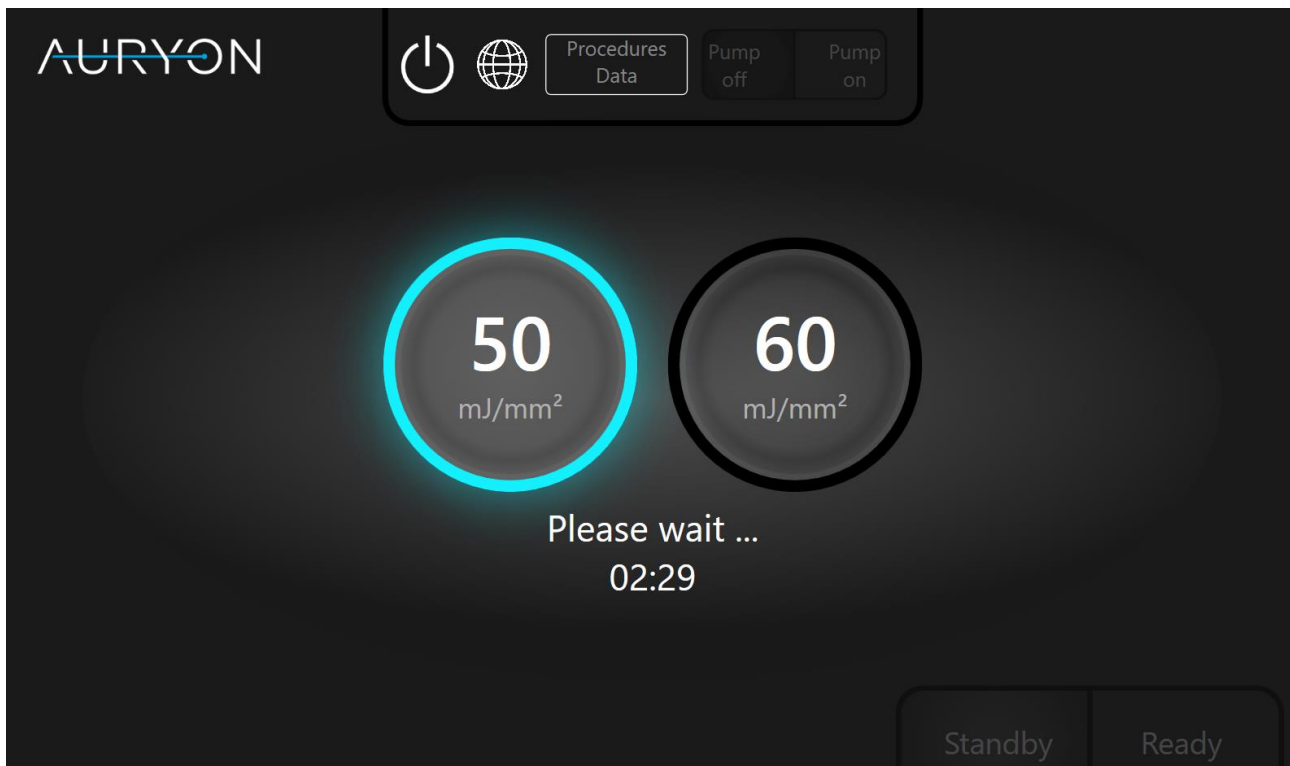 AURYON
Procedures
Data
Pump
off
Pump
on
50
mJ/mm²
60
mJ/mm²
Please wait ...
02:29
Standby
Ready